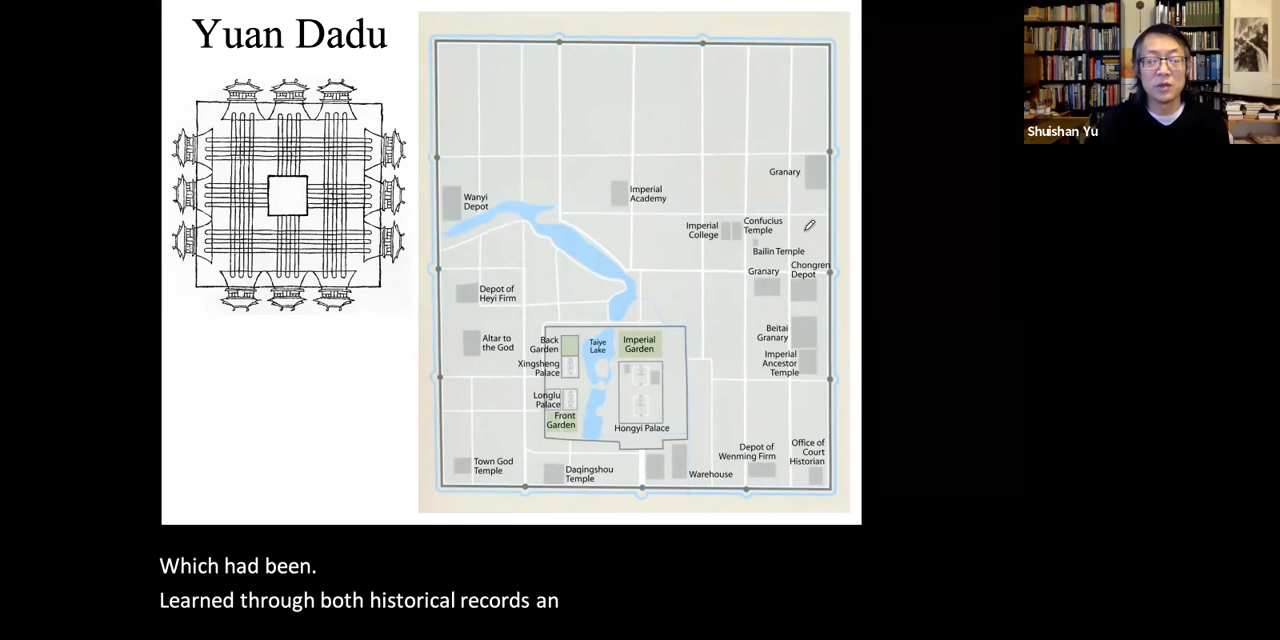 Yuan Dadu
Shuishan Yu
Granary
Wanyi
Depot
Imperial
Academy
Imperial
College
Confucius
Temple
Bailin Temple
Granary
Chongren
Depot
Depot of
Heyi Firm
Beitai
Granary
Altar to
the God
Back
Garden
Taiye
Lake
Imperial
Garden
Xingsheng
Palace
Imperial
Ancestor
Temple
Longlu
Palace
Front
Garden
Hongyi Palace
Depot of
Wenming Firm
Office of
Court
Historian
Town God
Temple
Daqingshou
Temple
Warehouse
Which had been.
Learned through both historical records an